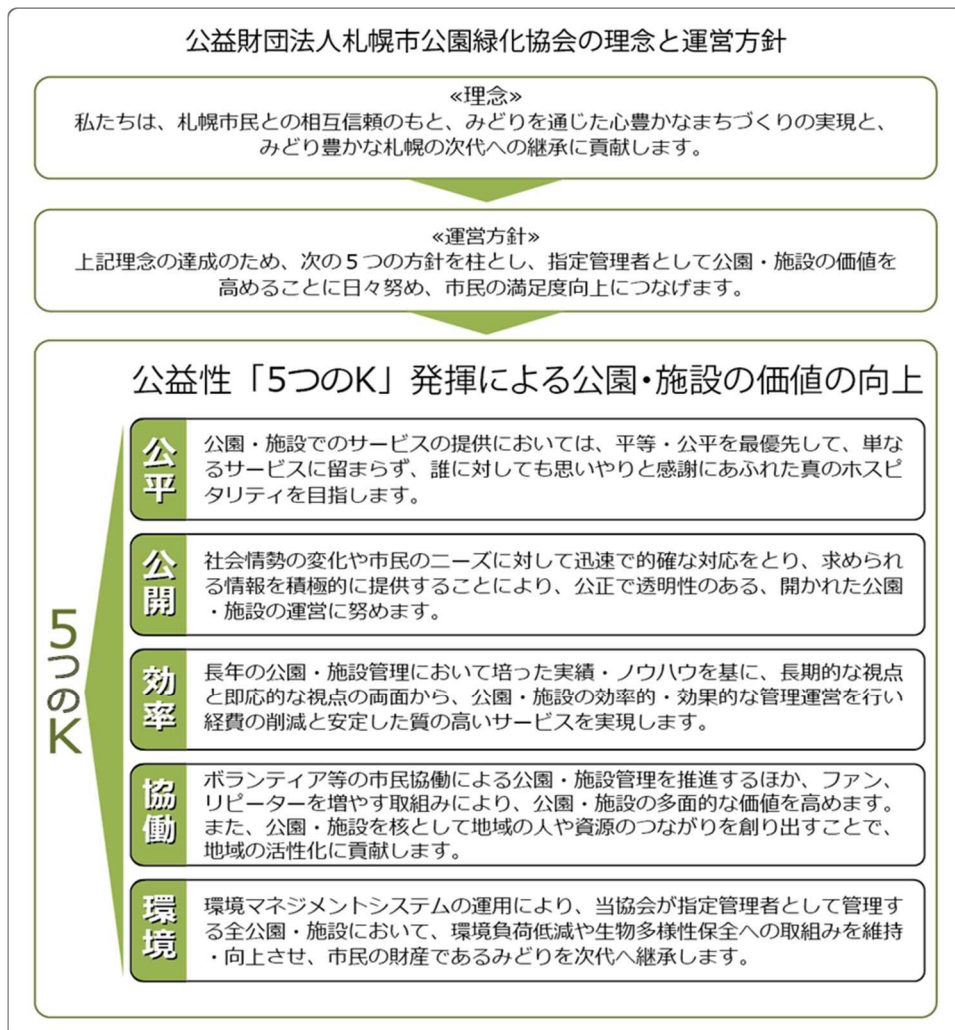 公益財団法人札幌市公園緑化協会の理念と運営方針
≪理念≫
私たちは、札幌市民との相互信頼のもと、みどりを通じた心豊かなまちづくりの実現と、
みどり豊かな札幌の次代への継承に貢献します。
≪運営方針≫
上記理念の達成のため、次の５つの方針を柱とし、指定管理者として公園・施設の価値を
高めることに日々努め、市民の満足度向上につなげます。
公益性「5つのK」発揮による公園・施設の価値の向上
5つのK
公平
公園・施設でのサービスの提供においては、平等・公平を最優先して、単な
るサービスに留まらず、誰に対しても思いやりと感謝にあふれた真のホスピ
タリティを目指します。
公開
社会情勢の変化や市民のニーズに対して迅速で的確な対応をとり、求められ
る情報を積極的に提供することにより、公正で透明性のある、開かれた公園
・施設の運営に努めます。
効率
長年の公園・施設管理において培った実績・ノウハウを基に、長期的な視点
と即応的な視点の両面から、公園・施設の効率的・効果的な管理運営を行い
経費の削減と安定した質の高いサービスを実現します。
協働
ボランティア等の市民協働による公園・施設管理を推進するほか、ファン、
リピーターを増やす取組みにより、公園・施設の多面的な価値を高めます。
また、公園・施設を核として地域の人や資源のつながりを創り出すことで、
地域の活性化に貢献します。
環境
環境マネジメントシステムの運用により、当協会が指定管理者として管理す
る全公園・施設において、環境負荷低減や生物多様性保全への取組みを維持
・向上させ、市民の財産であるみどりを次代へ継承します。